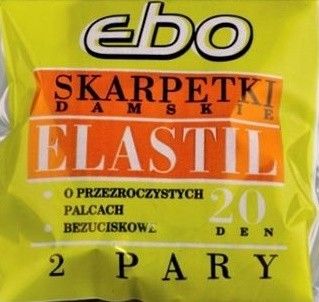 ebo
SKARPETKI
DAMSKIE
ELASTIL
• O PRZEZROCZYSTYCH
PALCACH
• BEZUCISKOWE
20
DEN
2 PARY